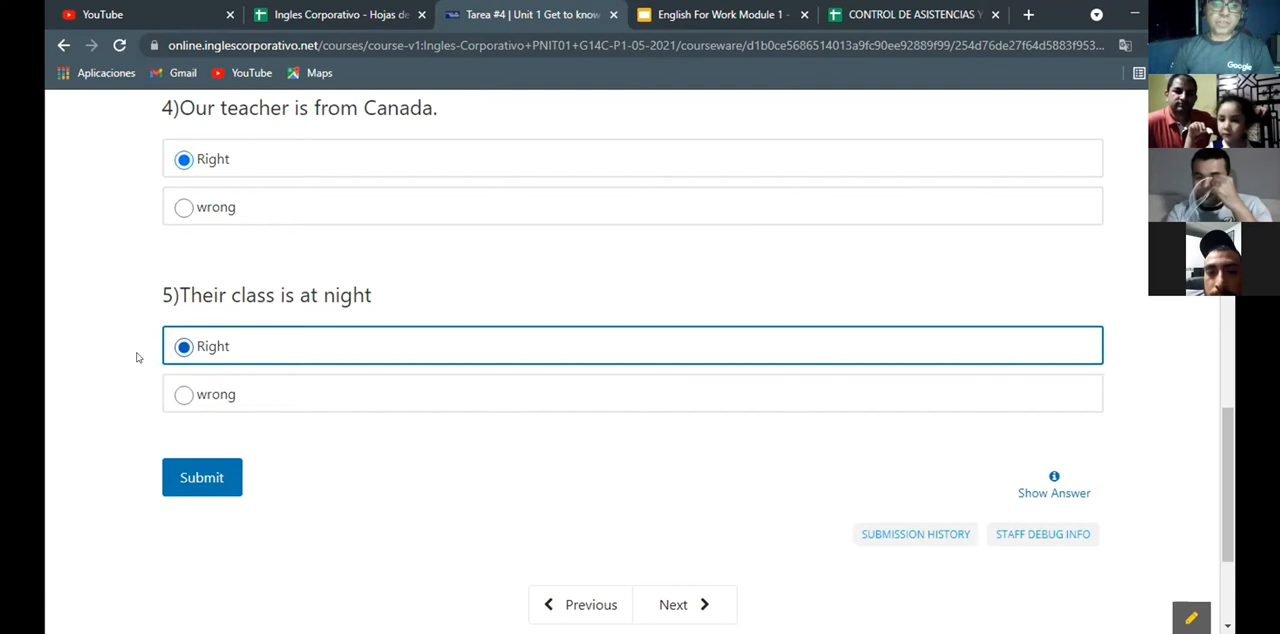 YouTube
Ingles Corporativo - Hojas de
Tarea #4 | Unit 1 Get to know
English For Work Module 1 -
CONTROL DE ASISTENCIAS Y
online.inglescorporativo.net/courses/course-v1:Ingles-Corporativo+PNIT01+G14C-P1-05-2021/courseware/d1b0ce5686514013a9fc90ee92889f99/254d76de27f64d5883f953...
Aplicaciones
Gmail
YouTube
Maps
Google
4)Our teacher is from Canada.
Right
wrong
5)Their class is at night
Right
wrong
Submit
Show Answer
SUBMISSION HISTORY
STAFF DEBUG INFO
Previous
Next